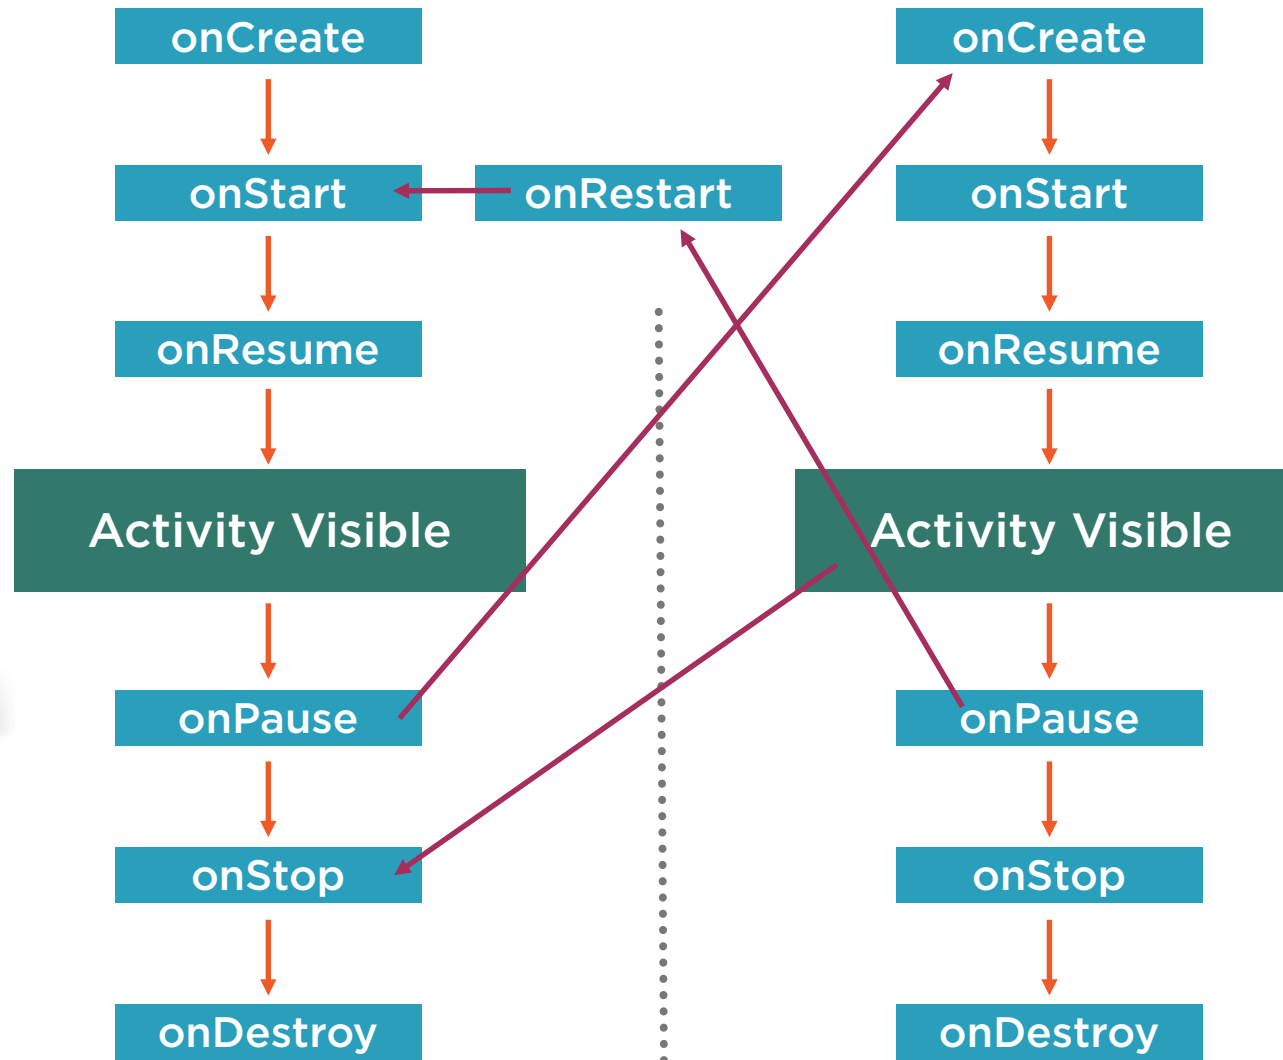 onCreate
onCreate
onStart
onRestart
onStart
onResume
onResume
Activity Visible
Activity Visible
onPause
onPause
onStop
onStop
onDestroy
onDestroy